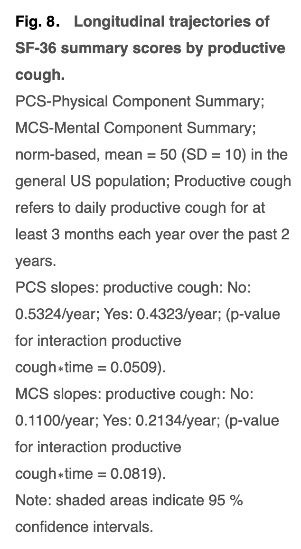 Fig. 8. Longitudinal trajectories of
SF-36 summary scores by productive
cough.
PCS-Physical Component Summary;
MCS-Mental Component Summary;
norm-based, mean = 50 (SD = 10) in the
general US population; Productive cough
refers to daily productive cough for at
least 3 months each year over the past 2
years.
PCS slopes: productive cough: No:
0.5324/year; Yes: 0.4323/year; (p-value
for interaction productive
cough∗time = 0.0509).
MCS slopes: productive cough: No:
0.1100/year; Yes: 0.2134/year; (p-value
for interaction productive
cough∗time = 0.0819).
Note: shaded areas indicate 95 %
confidence intervals.